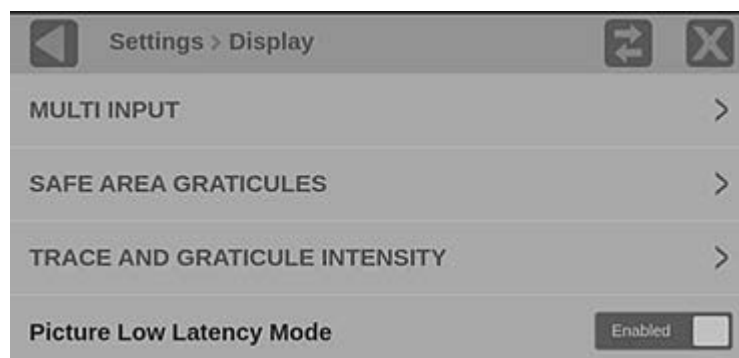 Settings > Display
MULTI INPUT
SAFE AREA GRATICULES
TRACE AND GRATICULE INTENSITY
Picture Low Latency Mode Enabled